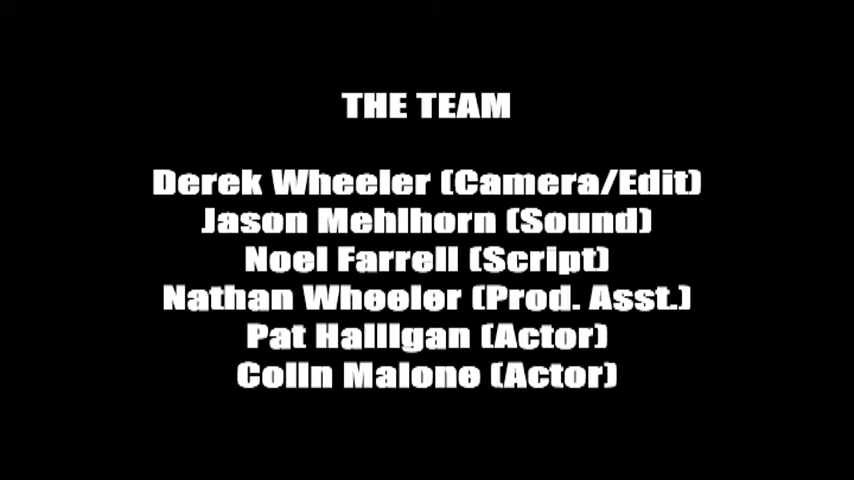 THE TEAM
Derek Wheeler (Camera/Edit)
Jason Mehlhorn (Sound)
Noel Farrell (Script)
Nathan Wheeler (Prod. Asst.)
Pat Halligan (Actor)
Colin Malone (Actor)